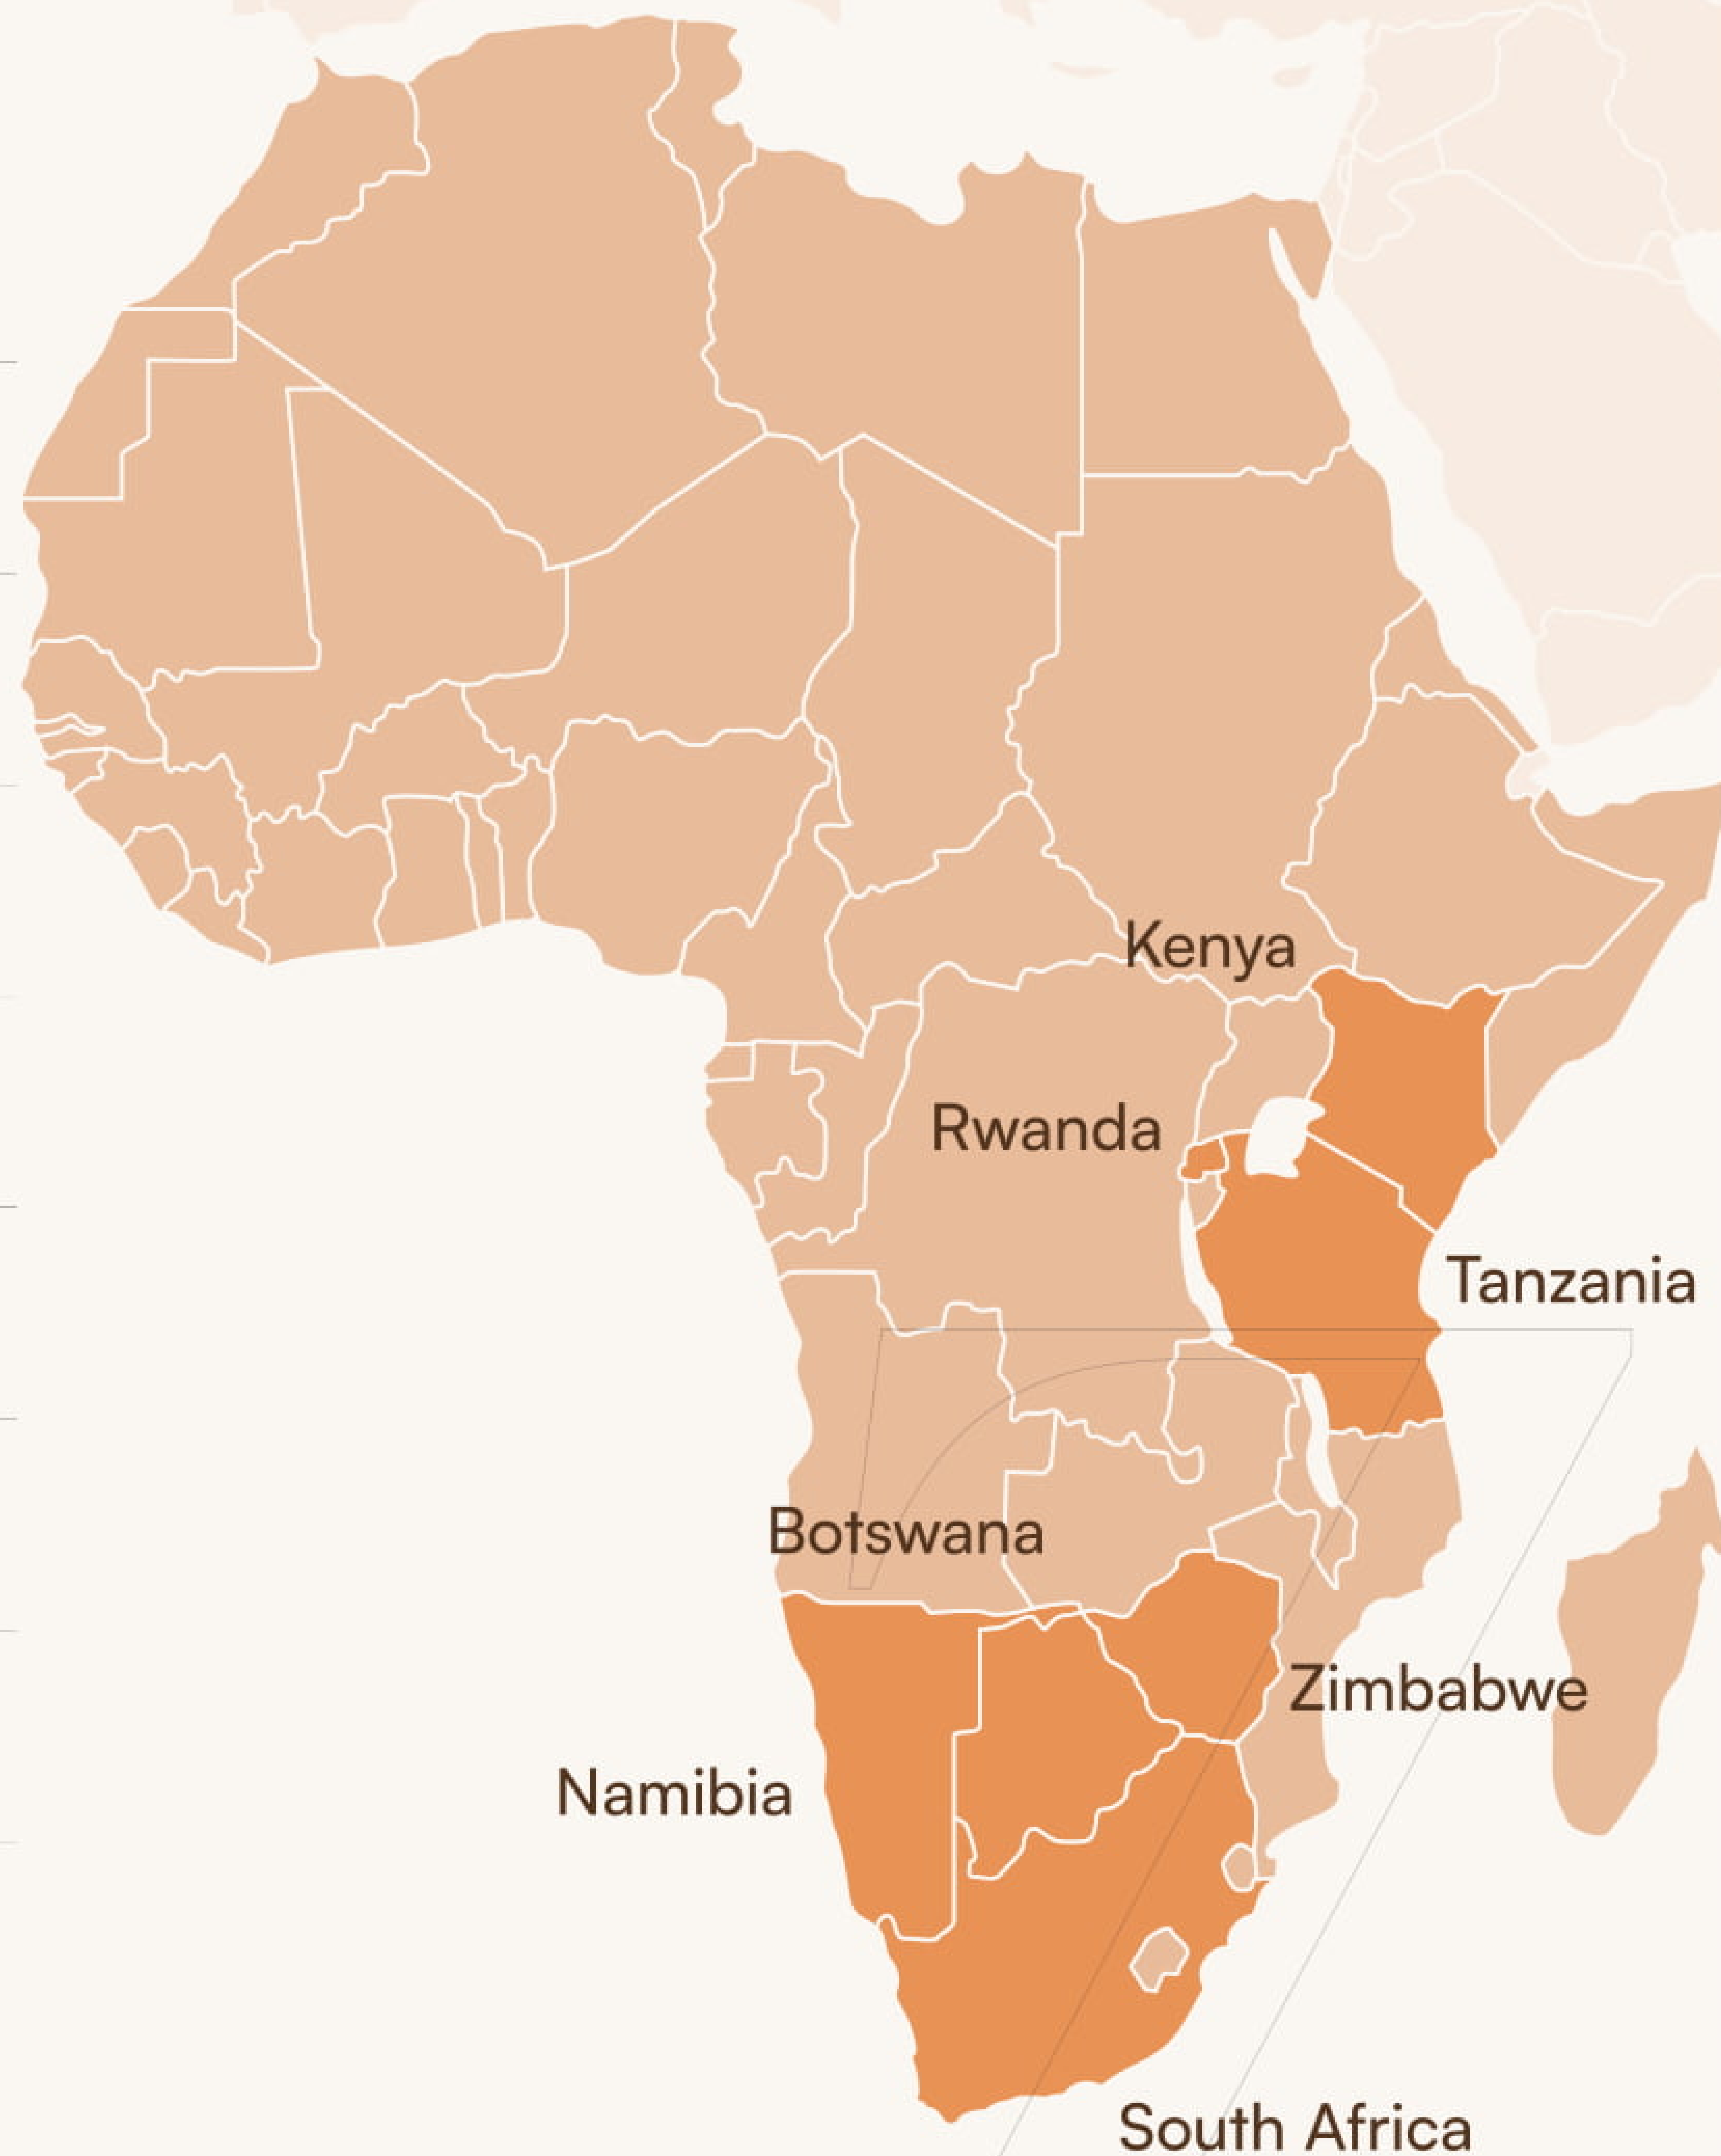 Kenya
Rwanda
Tanzania
Botswana
Zimbabwe
Namibia
South Africa